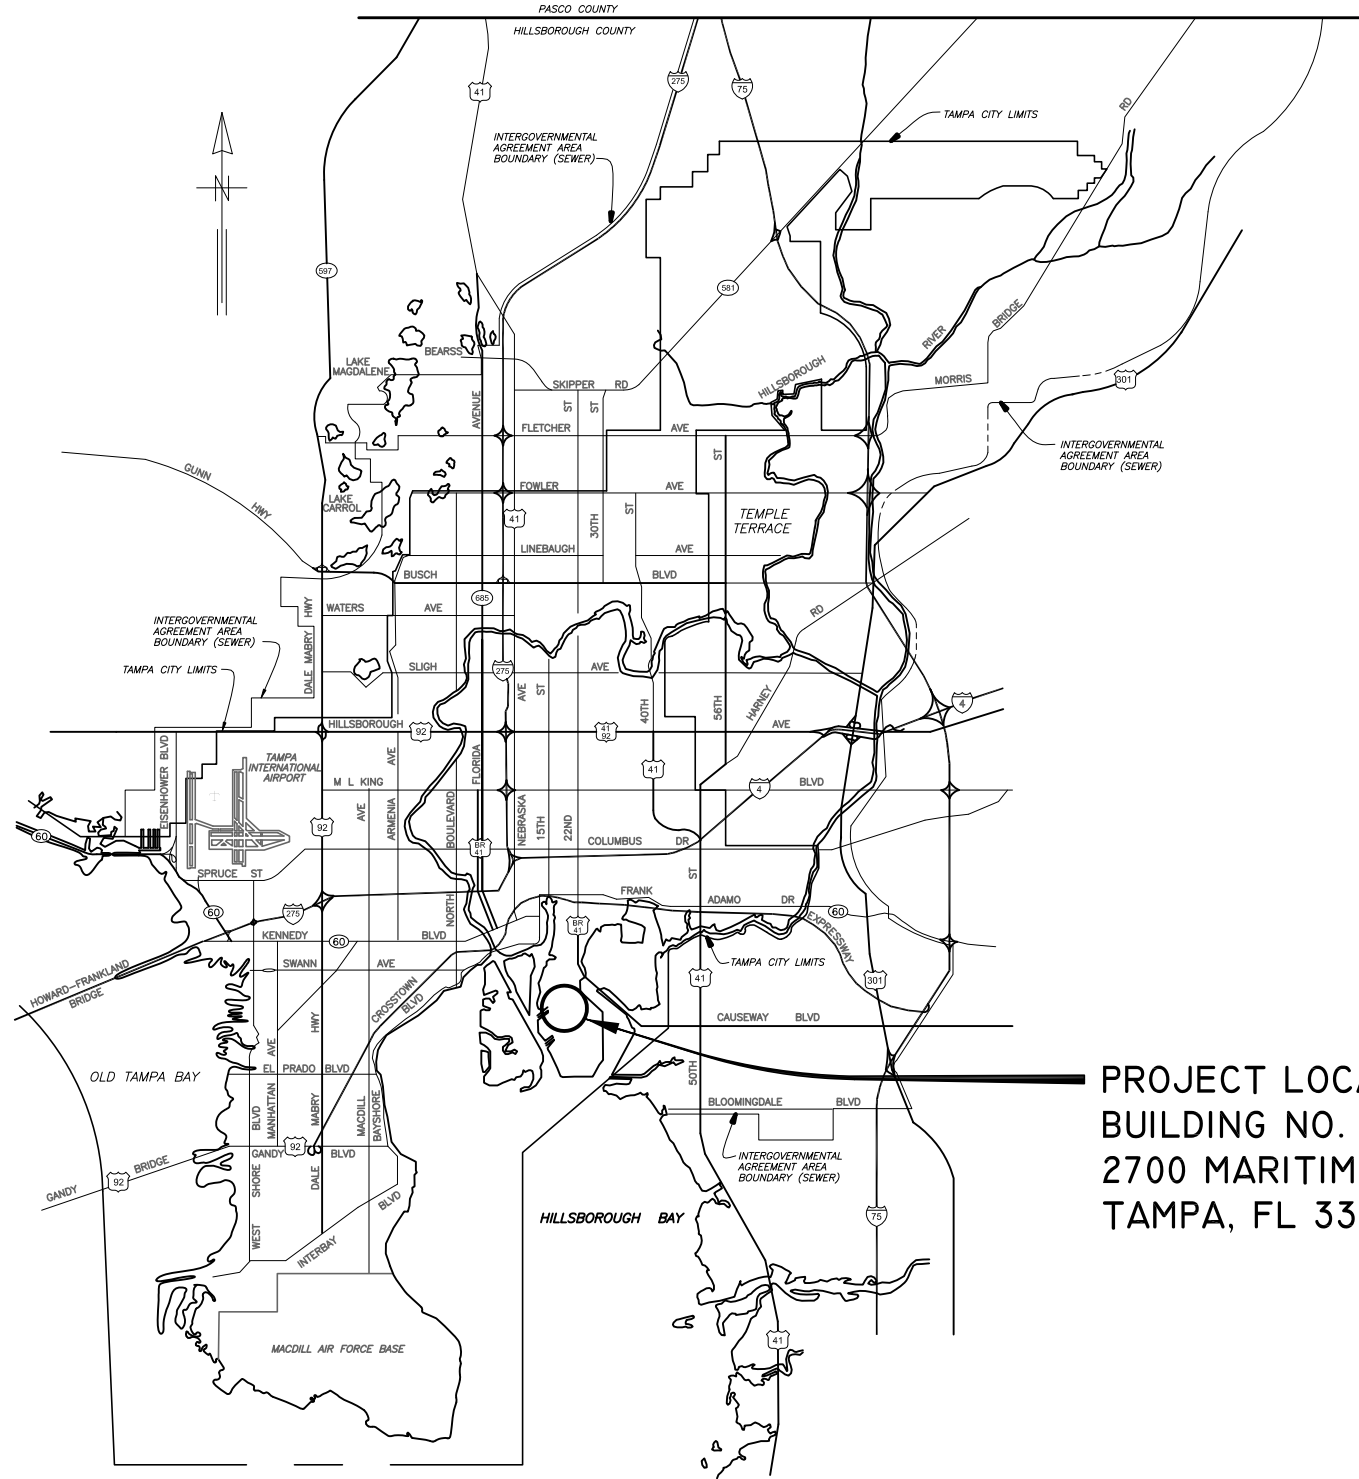 PASCO COUNTY
HILLSBOROUGH COUNTY
41
275
75
TAMPA CITY LIMITS
RD
INTERGOVERNMENTAL
AGREEMENT AREA
BOUNDARY (SEWER)
N
597
581
BRIDGE
RIVER
LAKE
MAGDALENE
BEARSS
HILLSBOROUGH
SKIPPER RD
MORRIS
301
AVENUE
ST
ST
FLETCHER AVE
INTERGOVERNMENTAL
AGREEMENT AREA
BOUNDARY (SEWER)
GUNN
HWY
ST
LAKE
CARROL
FOWLER AVE
41
30TH
ST
TEMPLE
TERRACE
LINEBAUGH AVE
BUSCH BLVD
685
WATERS AVE
RD
INTERGOVERNMENTAL
AGREEMENT AREA
BOUNDARY (SEWER)
DALE MABRY HWY
TAMPA CITY LIMITS
SLIGH AVE
275
AVE
ST
40TH
56TH
HARNEY
4
HILLSBOROUGH AVE
92
41
92
EISENHOWER BLVD
TAMPA
INTERNATIONAL
AIRPORT
AVE
FLORIDA
41
M L KING BLVD
4
AVE
ARMENIA
BOULEVARD
NEBRASKA
15TH
22ND
60
92
BR
41
COLUMBUS DR
SPRUCE ST
ST
FRANK
ADAMO DR
60
60
275
NORTH
BR
41
EXPRESSWAY
KENNEDY BLVD
60
SWANN AVE
TAMPA CITY LIMITS
HOWARD-FRANKLAND
BRIDGE
CROSSTOWN
BLVD
41
301
HWY
CAUSEWAY BLVD
AVE
OLD TAMPA BAY
EL PRADO BLVD
50TH
PROJECT LOCA
BLVD
MANHATTAN
MABRY
MACDILL
BAYSHORE
BLOOMINGDALE BLVD
BUILDING NO.
92
GANDY BLVD
INTERGOVERNMENTAL
AGREEMENT AREA
BOUNDARY (SEWER)
2700 MARITIM
GANDY
92
BRIDGE
SHORE
DALE
BLVD
TAMPA, FL 33
WEST
INTERBAY
HILLSBOROUGH BAY
75
MACDILL AIR FORCE BASE
41